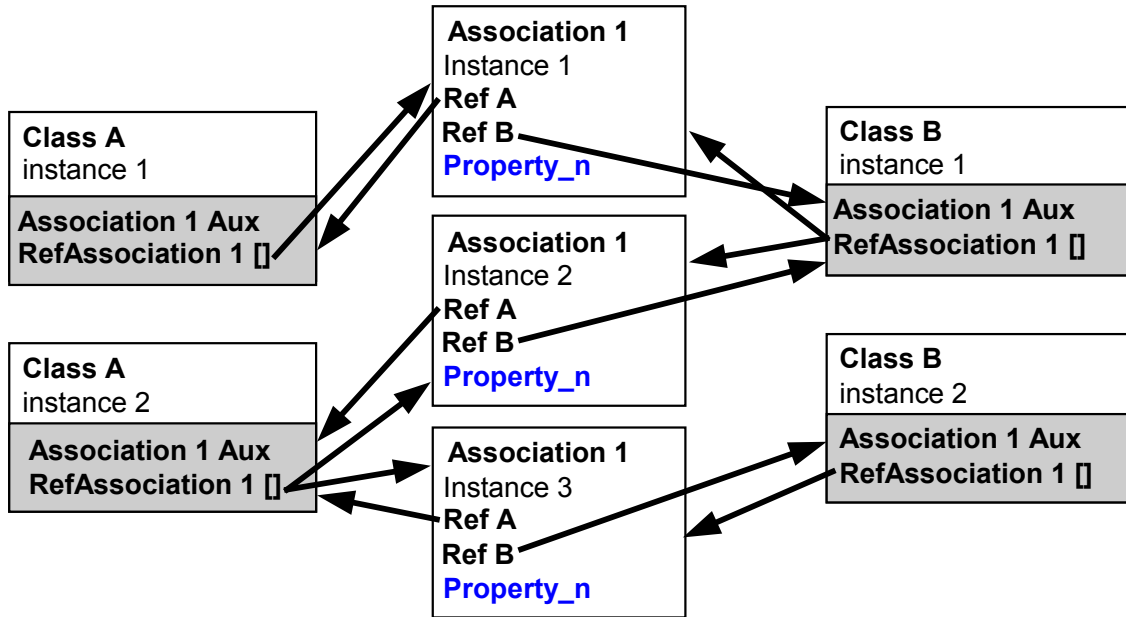 Class A
instance 1
Association 1 Aux
RefAssociation 1 []
Class A
instance 2
Association 1 Aux
RefAssociation 1 []
Association 1
Instance 1
Ref A
Ref B
Property_n
Association 1
Instance 2
Ref A
Ref B
Property_n
Association 1
Instance 3
Ref A
Ref B
Property_n
Class B
instance 1
Association 1 Aux
RefAssociation 1 []
Class B
instance 2
Association 1 Aux
RefAssociation 1 []